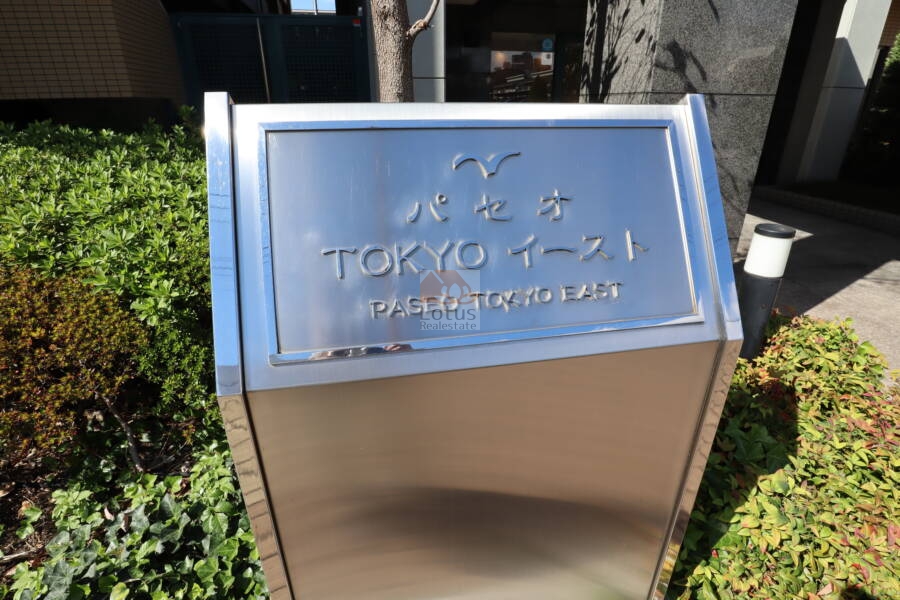 パセオ
TOKYO イースト
PASEO TOKYO EAST
Lotus
Realestate